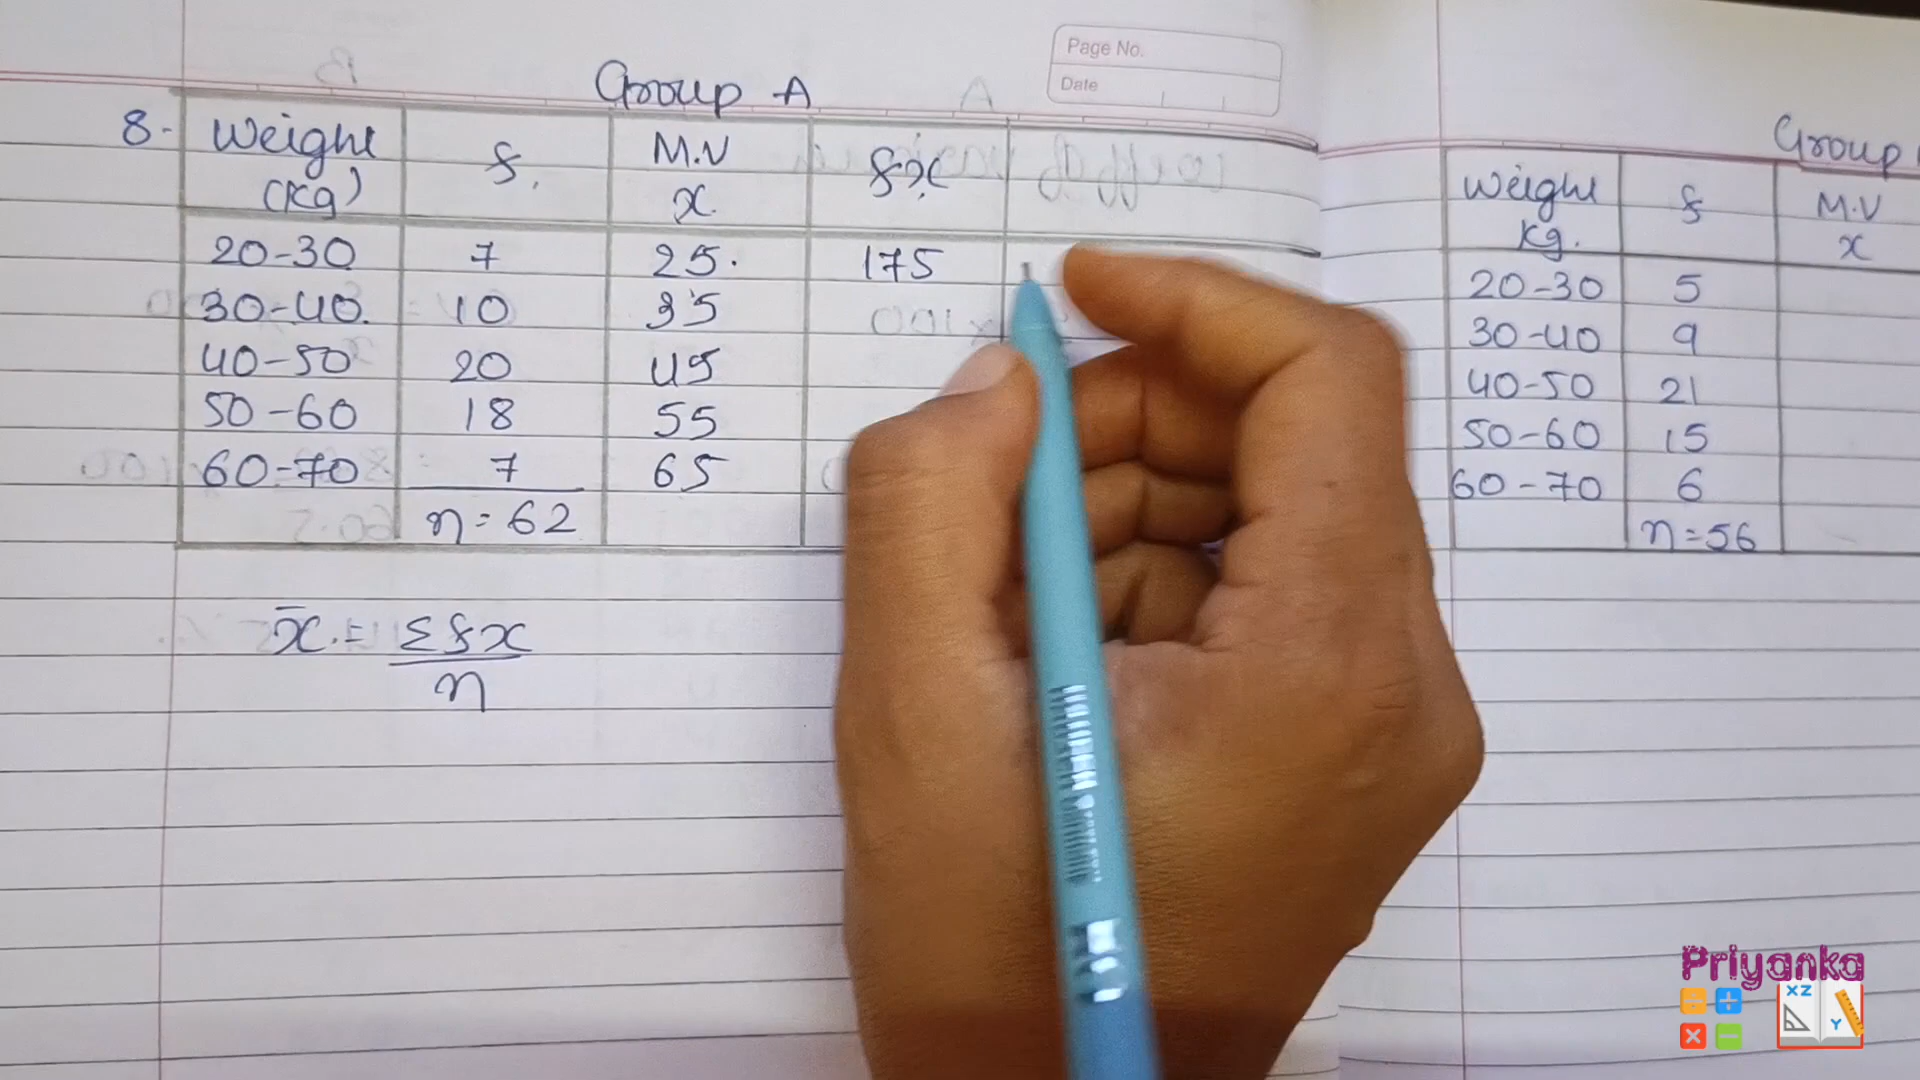 Page No.
Date
Group A
8. Weight (Kg) f. M.V x. fx.
20-30 7 25. 175
30-40. 10 35
40-50 20 45
50-60 18 55
60-70 7 65
n = 62
x̄ = Σfx
n
Group
Weight kg. f M.V x
20-30 5
30-40 9
40-50 21
50-60 15
60-70 6
n = 56
Priyanka
XZ
Y